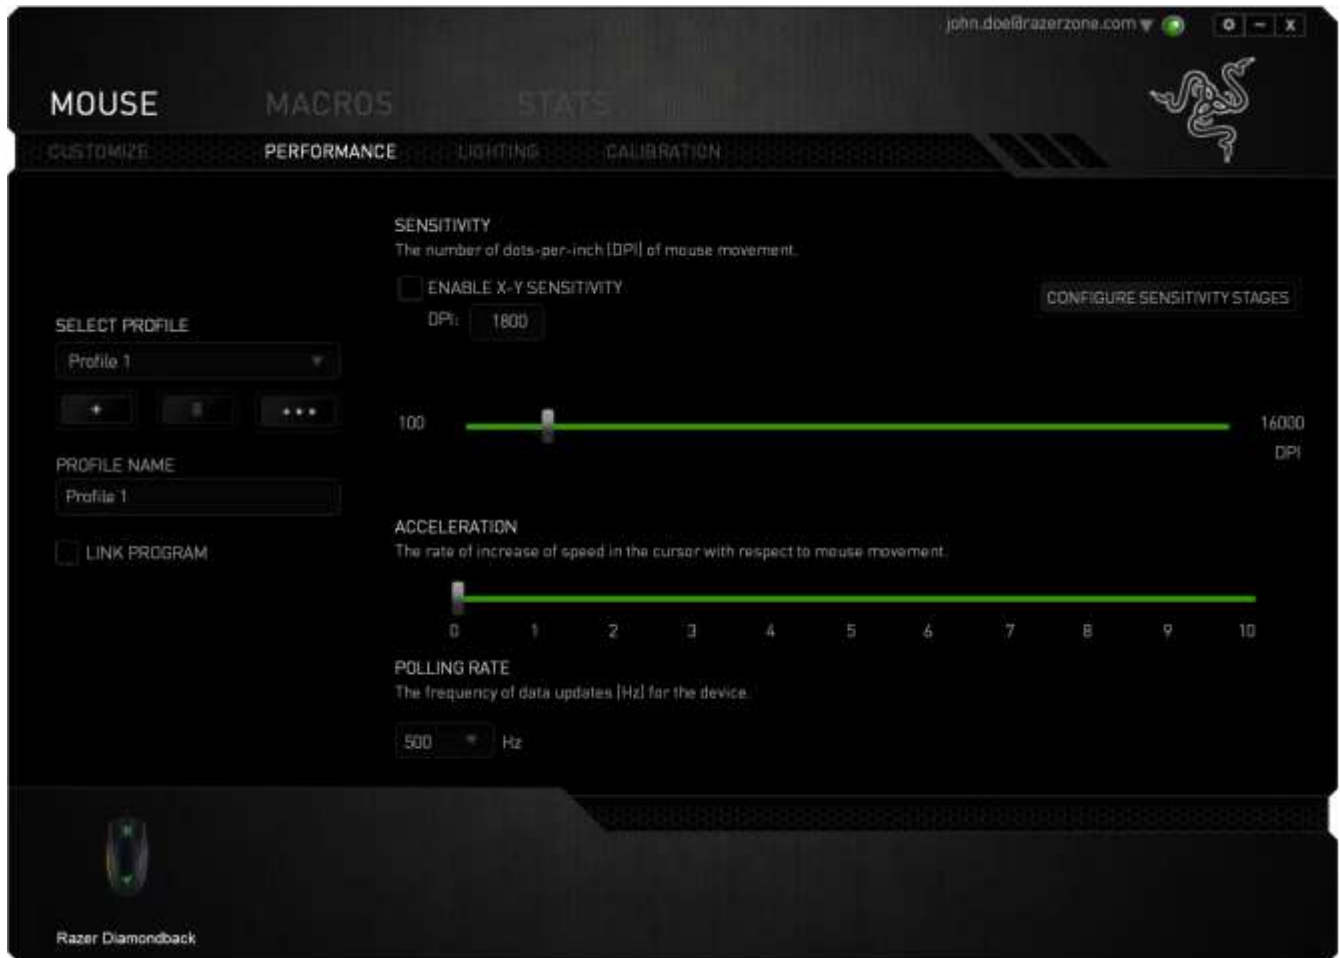 john.doe@razerzone.com
X
MOUSE MACROS STATS
CUSTOMIZE PERFORMANCE LIGHTING CALIBRATION
SENSITIVITY
The number of dots-per-inch (DPI) of mouse movement.
ENABLE X-Y SENSITIVITY
CONFIGURE SENSITIVITY STAGES
DPI: 1800
SELECT PROFILE
Profile 1
100 16000
DPI
PROFILE NAME
Profile 1
LINK PROGRAM
ACCELERATION
The rate of increase of speed in the cursor with respect to mouse movement.
0 1 2 3 4 5 6 7 8 9 10
POLLING RATE
The frequency of data updates (Hz) for the device.
500 Hz
Razer Diamondback